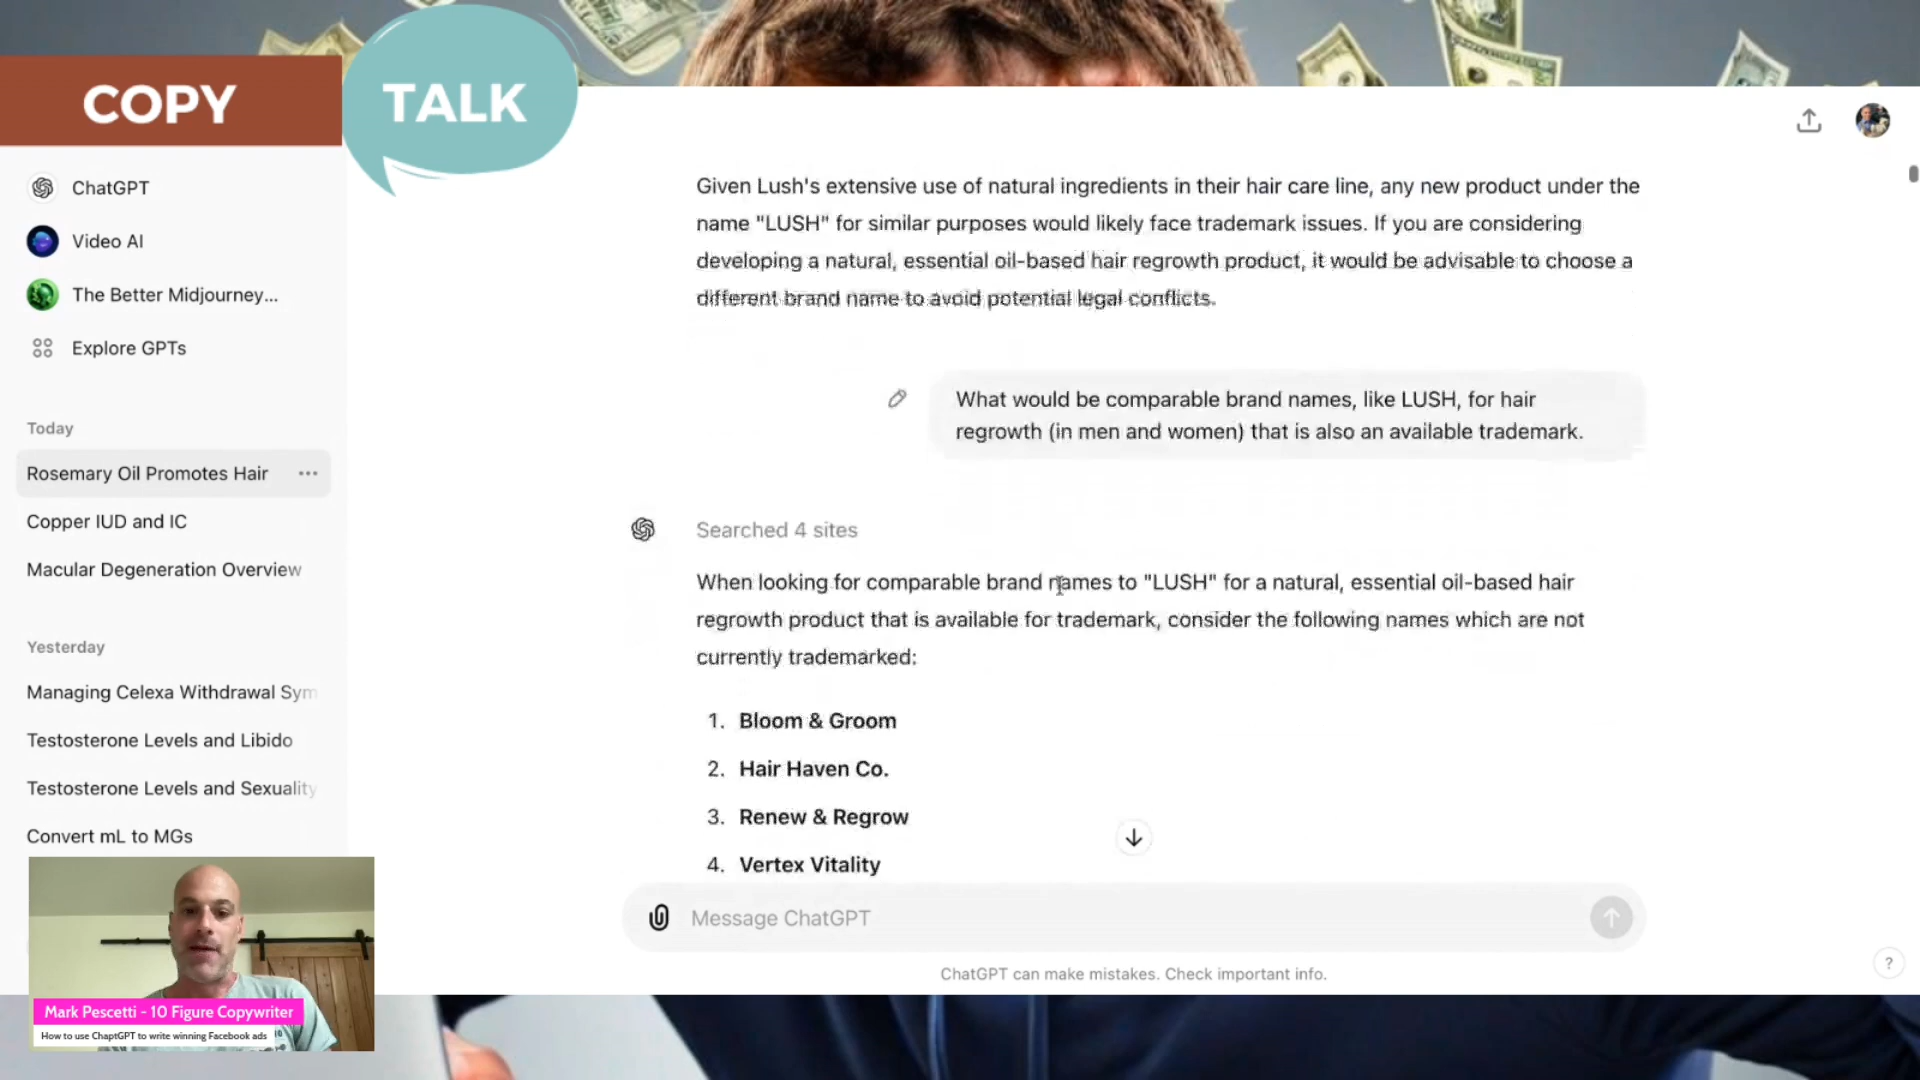 COPY
TALK
ChatGPT
Video AI
The Better Midjourney...
Explore GPTs
Today
Rosemary Oil Promotes Hair
Copper IUD and IC
Macular Degeneration Overview
Yesterday
Managing Celexa Withdrawal Sym
Testosterone Levels and Libido
Testosterone Levels and Sexuality
Convert mL to MGs
Given Lush's extensive use of natural ingredients in their hair care line, any new product under the
name "LUSH" for similar purposes would likely face trademark issues. If you are considering
developing a natural, essential oil-based hair regrowth product, it would be advisable to choose a
different brand name to avoid potential legal conflicts.
What would be comparable brand names, like LUSH, for hair
regrowth (in men and women) that is also an available trademark.
Searched 4 sites
When looking for comparable brand names to "LUSH" for a natural, essential oil-based hair
regrowth product that is available for trademark, consider the following names which are not
currently trademarked:
1. Bloom & Groom
2. Hair Haven Co.
3. Renew & Regrow
4. Vertex Vitality
Message ChatGPT
ChatGPT can make mistakes. Check important info.
?
Mark Pescetti - 10 Figure Copywriter
How to use ChaptGPT to write winning Facebook ads